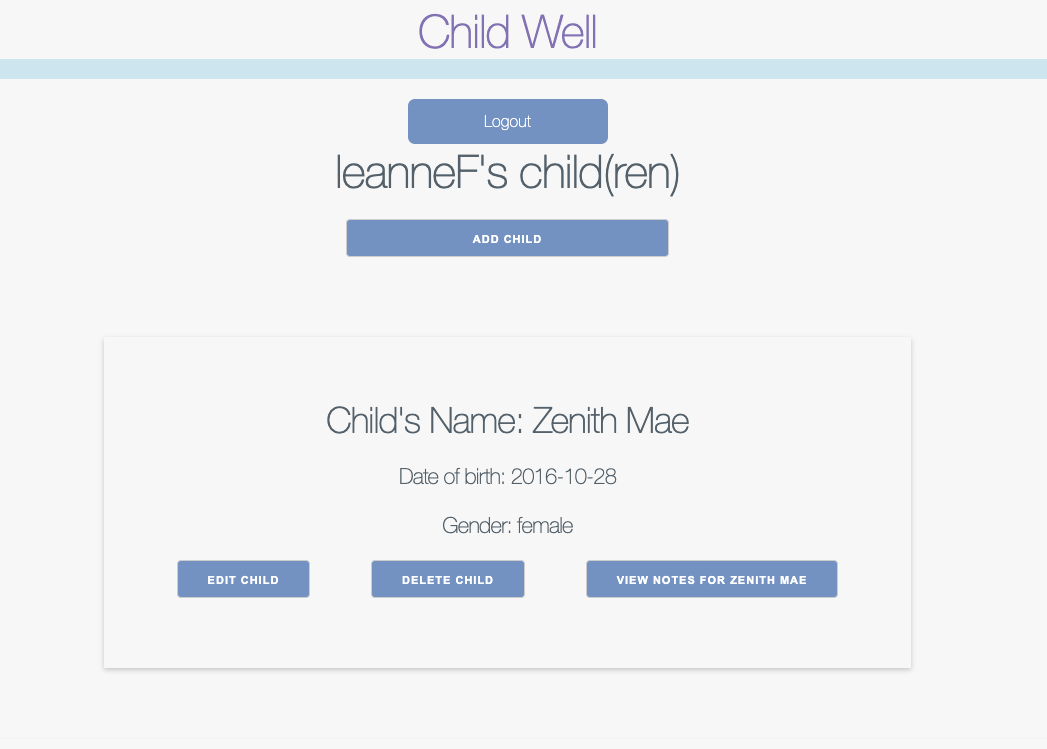 Child Well
Logout
leanneF's child(ren)
ADD CHILD
Child's Name: Zenith Mae
Date of birth: 2016-10-28
Gender: female
EDIT CHILD
DELETE CHILD
VIEW NOTES FOR ZENITH MAE